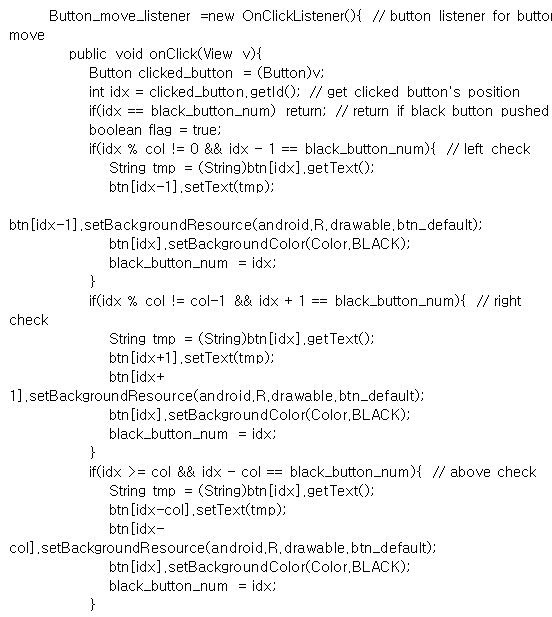 Button_move_listener =new OnClickListener(){ // button listener for button
move
public void onClick(View v){
Button clicked_button = (Button)v;
int idx = clicked_button.getId(); // get clicked button's position
if(idx == black_button_num) return; // return if black button pushed
boolean flag = true;
if(idx % col != 0 && idx - 1 == black_button_num){ // left check
String tmp = (String)btn[idx].getText();
btn[idx-1].setText(tmp);
btn[idx-1].setBackgroundResource(android.R.drawable.btn_default);
btn[idx].setBackgroundColor(Color.BLACK);
black_button_num = idx;
}
if(idx % col != col-1 && idx + 1 == black_button_num){ // right
check
String tmp = (String)btn[idx].getText();
btn[idx+1].setText(tmp);
btn[idx+
1].setBackgroundResource(android.R.drawable.btn_default);
btn[idx].setBackgroundColor(Color.BLACK);
black_button_num = idx;
}
if(idx >= col && idx - col == black_button_num){ // above check
String tmp = (String)btn[idx].getText();
btn[idx-col].setText(tmp);
btn[idx-
col].setBackgroundResource(android.R.drawable.btn_default);
btn[idx].setBackgroundColor(Color.BLACK);
black_button_num = idx;
}